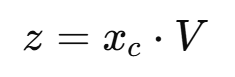 z = x_c · V